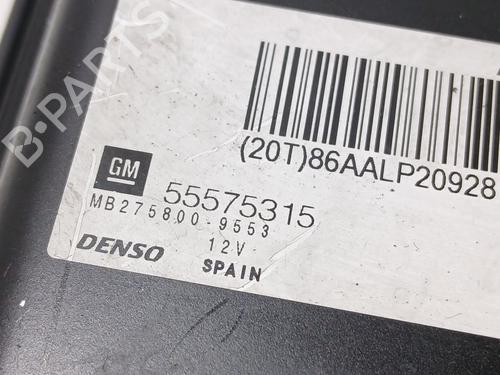 B-PARTS
(20T)86AALP20928
GM 55575315
MB275800-9553
DENSO 12V
SPAIN